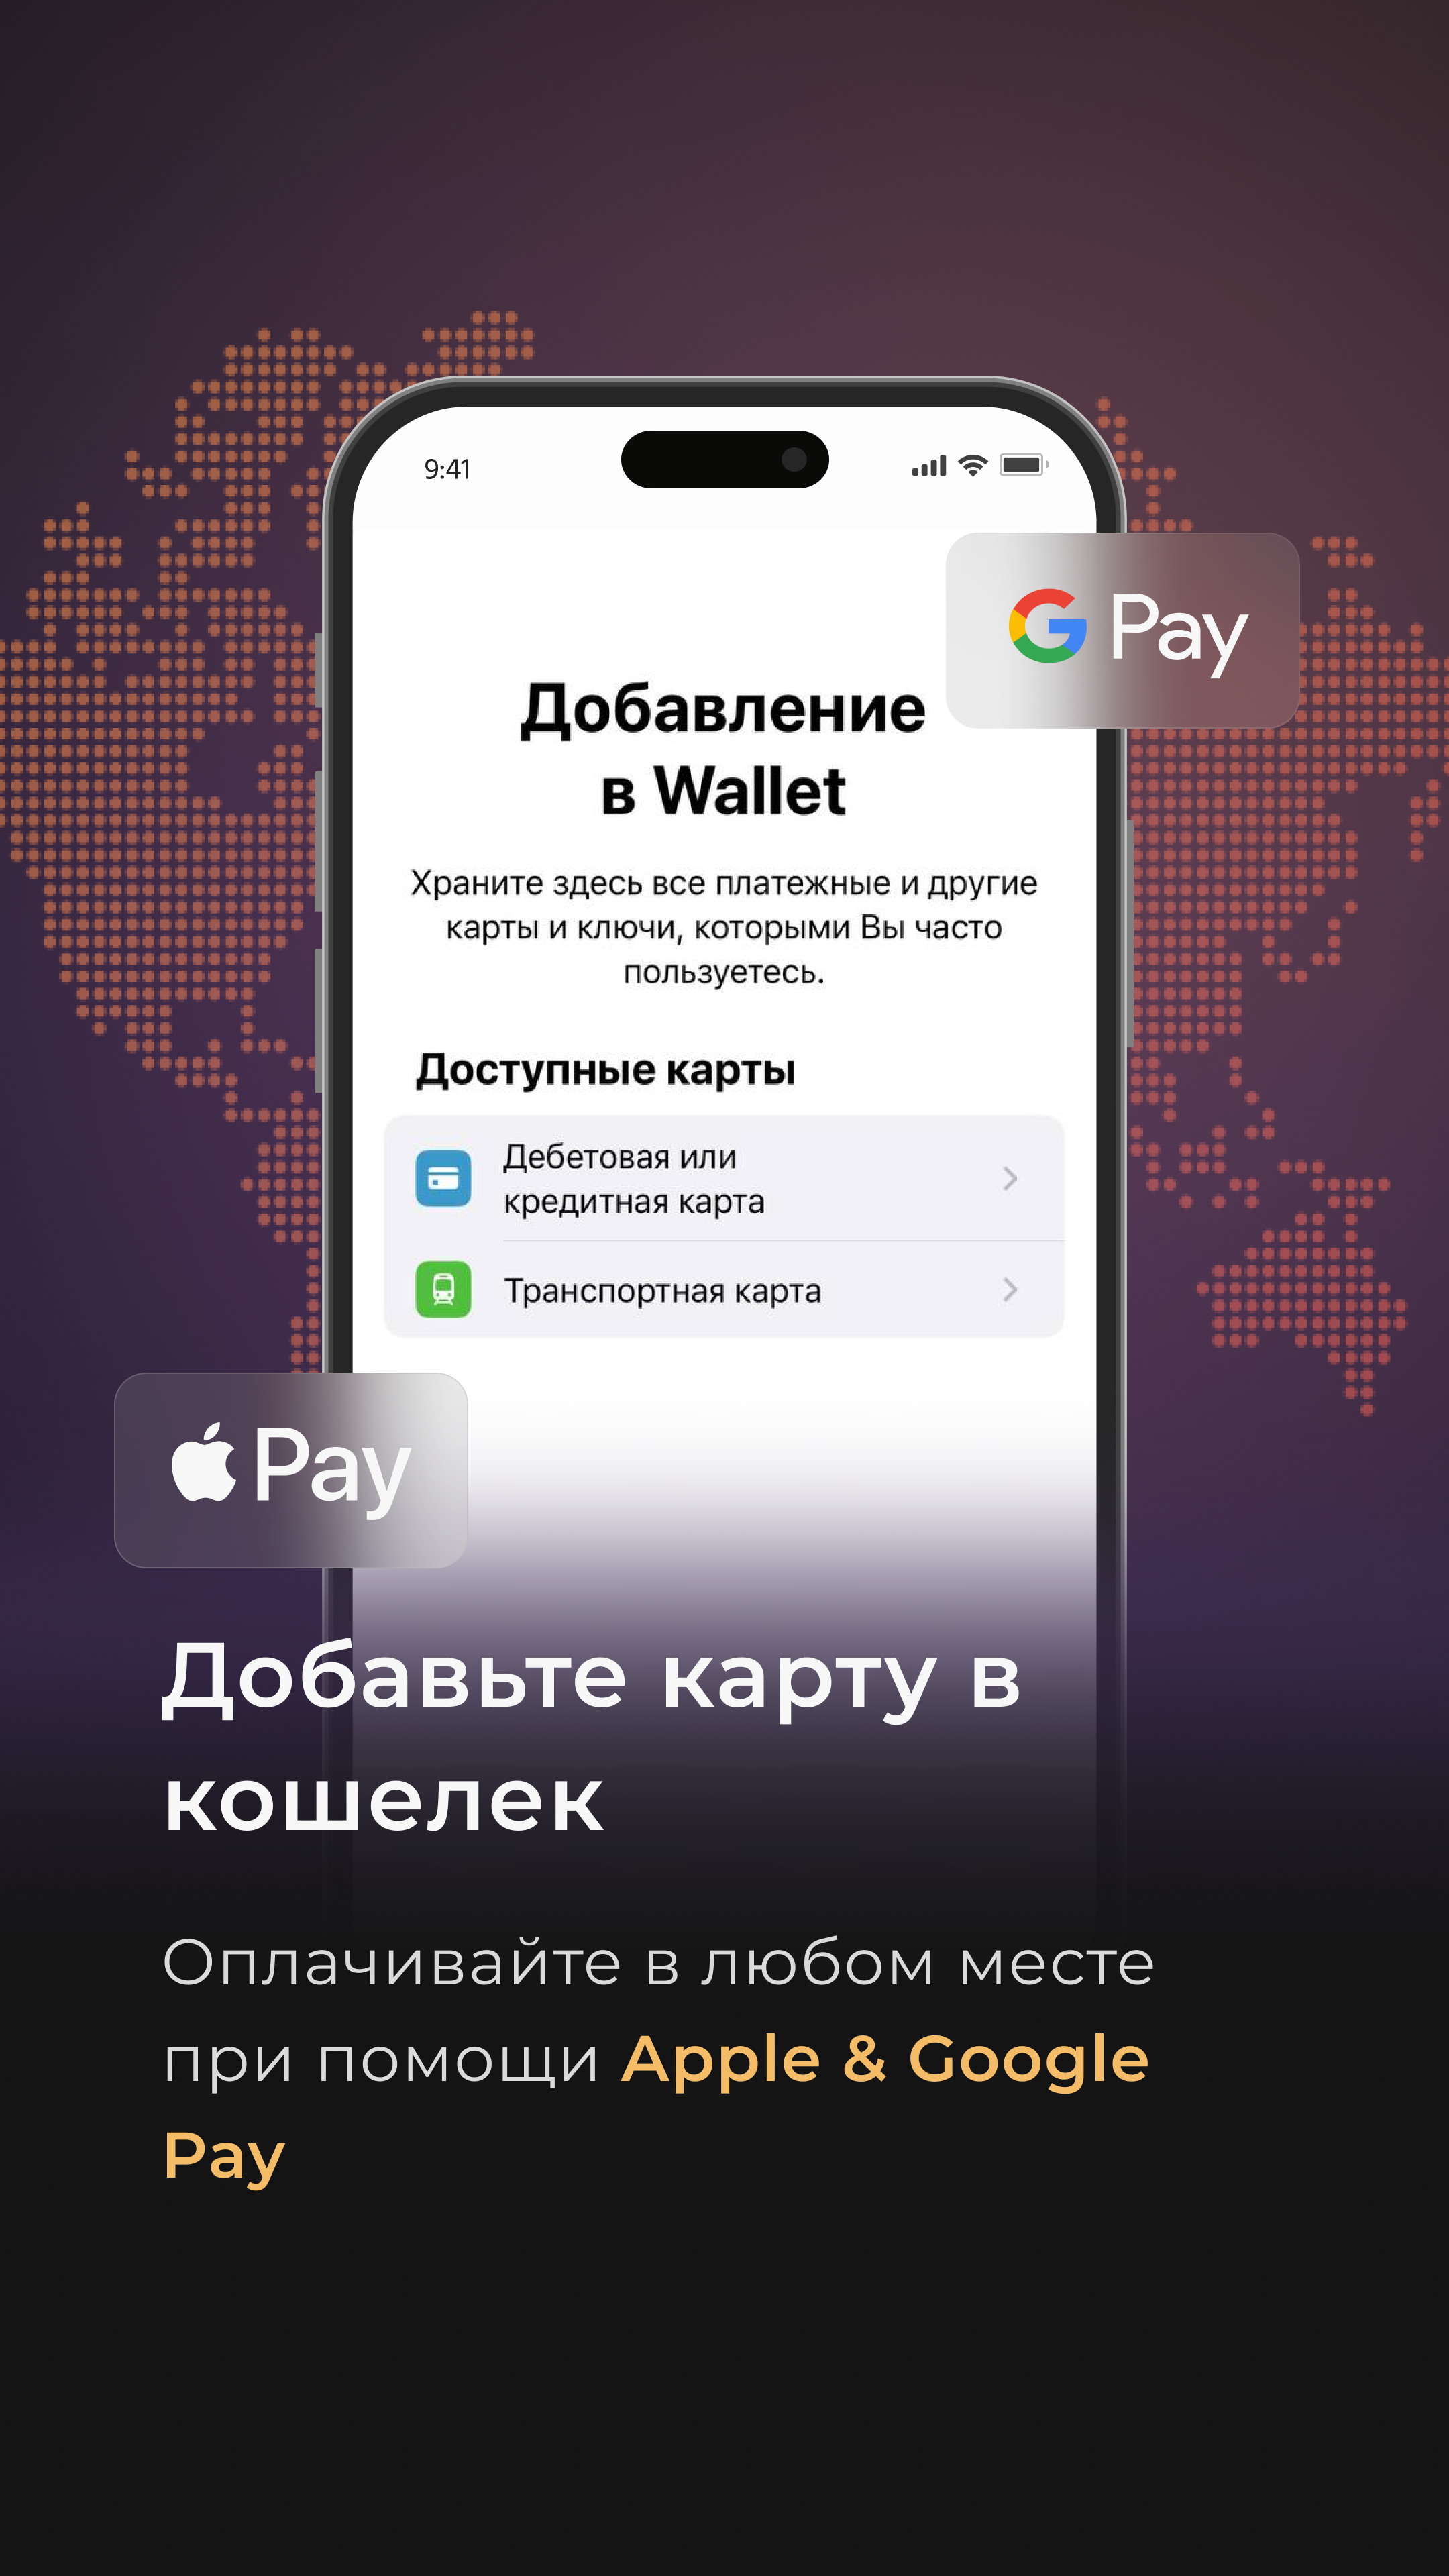 9:41
G Pay
Добавление
в Wallet
Храните здесь все платежные и другие
карты и ключи, которыми Вы часто
пользуетесь.
Доступные карты
Дебетовая или
кредитная карта
Транспортная карта
Pay
Добавьте карту в
кошелек
Оплачивайте в любом месте
при помощи Apple & Google
Pay